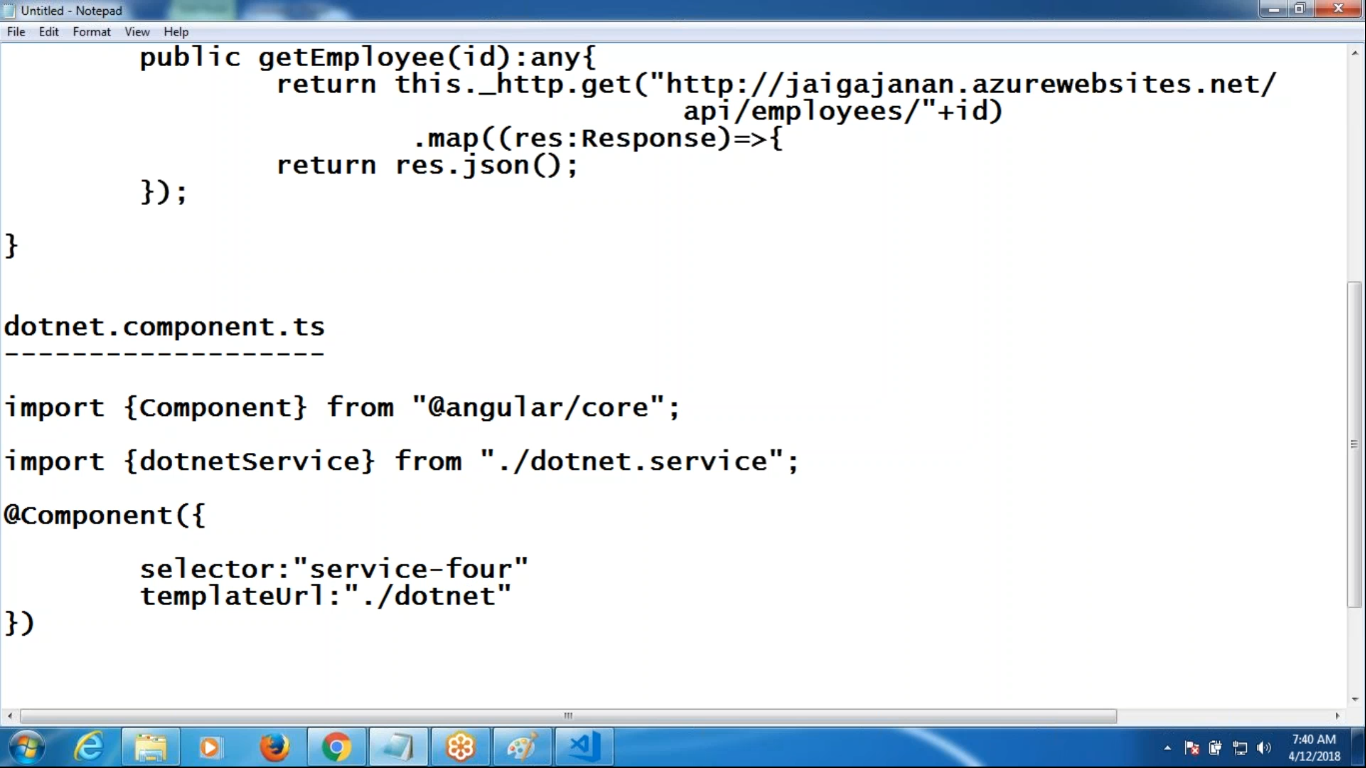 Untitled - Notepad
File Edit Format View Help
public getEmployee(id):any{
return this._http.get("http://jaigajanan.azurewebsites.net/
api/employees/"+id)
.map((res:Response)=>{
return res.json();
});
}
dotnet.component.ts
-------------------
import {Component} from "@angular/core";
import {dotnetService} from "./dotnet.service";
@Component({
selector:"service-four"
templateUrl:"./dotnet"
})
7:40 AM
4/12/2018